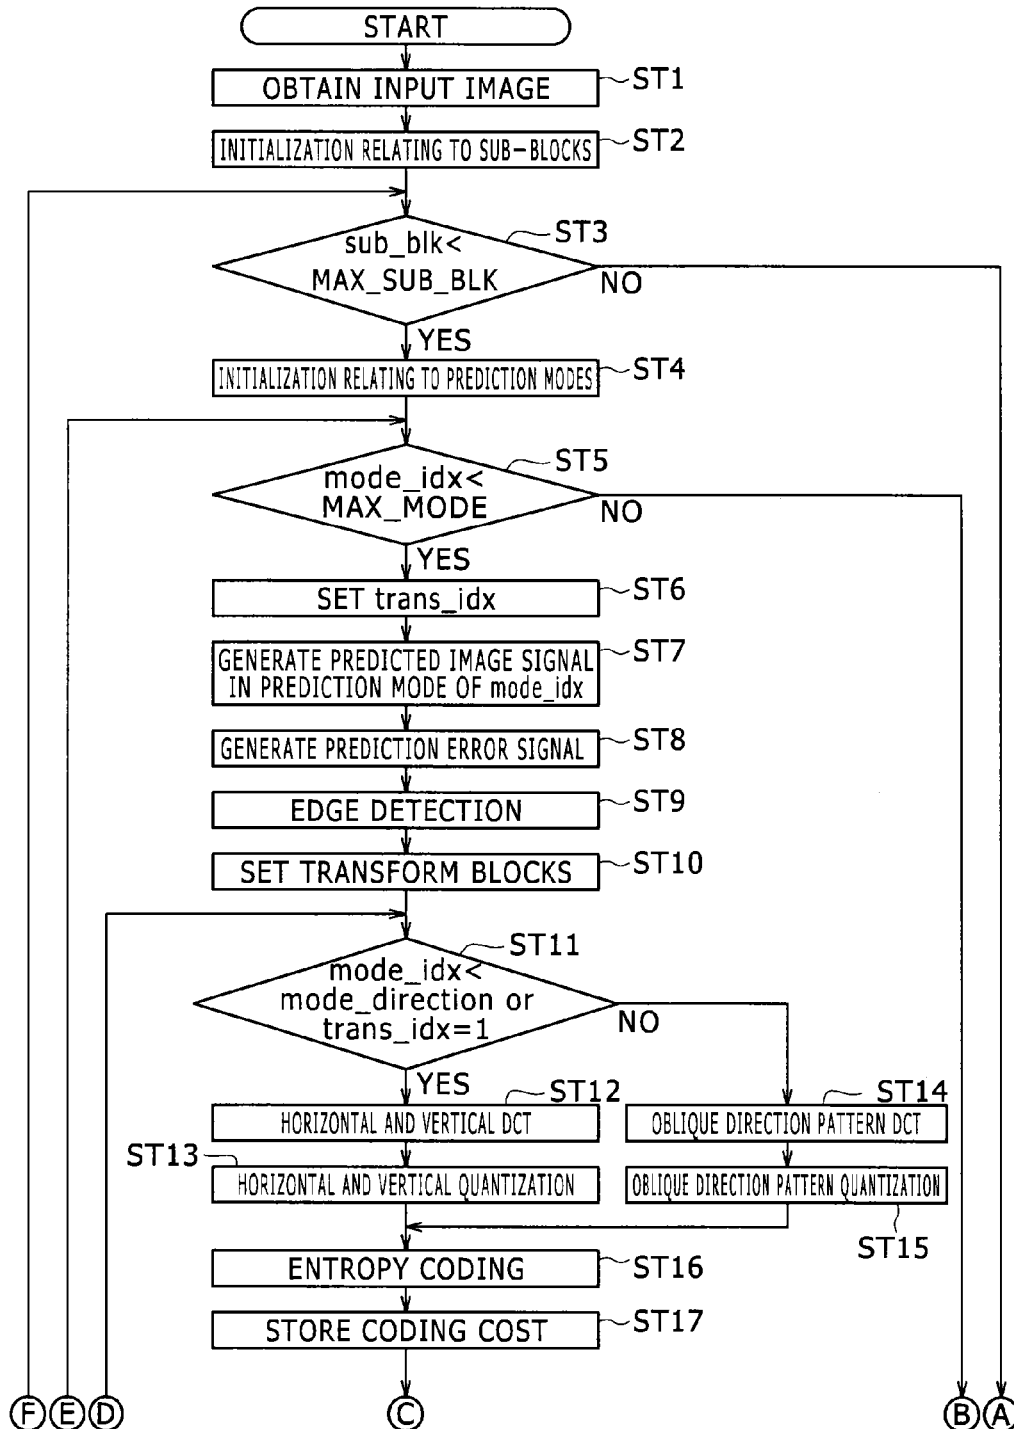 START
OBTAIN INPUT IMAGE
ST1
INITIALIZATION RELATING TO SUB-BLOCKS
ST2
sub_blk<
MAX_SUB_BLK
ST3
NO
YES
INITIALIZATION RELATING TO PREDICTION MODES
ST4
mode_idx<
MAX_MODE
ST5
NO
YES
SET trans_idx
ST6
GENERATE PREDICTED IMAGE SIGNAL
IN PREDICTION MODE OF mode_idx
ST7
GENERATE PREDICTION ERROR SIGNAL
ST8
EDGE DETECTION
ST9
SET TRANSFORM BLOCKS
ST10
mode_idx<
mode_direction or
trans_idx=1
ST11
NO
YES
HORIZONTAL AND VERTICAL DCT
ST12
OBLIQUE DIRECTION PATTERN DCT
ST14
ST13
HORIZONTAL AND VERTICAL QUANTIZATION
OBLIQUE DIRECTION PATTERN QUANTIZATION
ST15
ENTROPY CODING
ST16
STORE CODING COST
ST17
F E D C B A